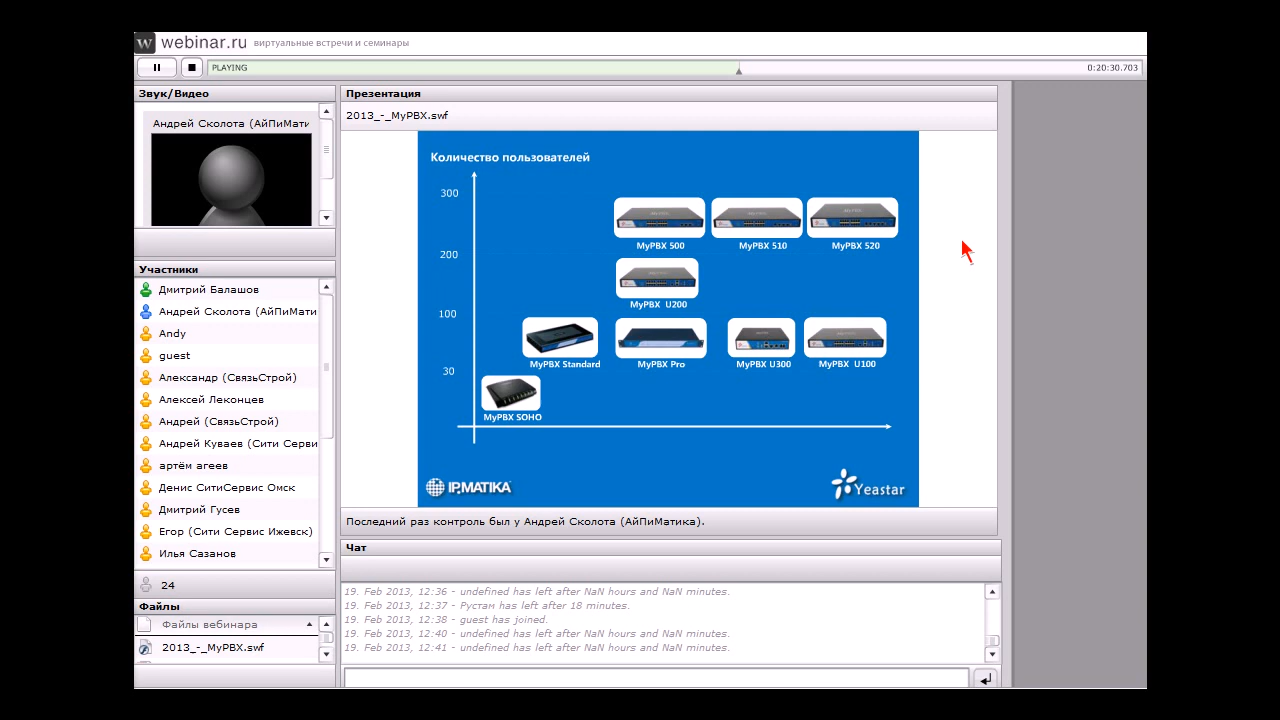 webinar.ru виртуальные встречи и семинары
PLAYING
0:20:30.703
Звук/Видео
Андрей Сколота (АйПиМати
Участники
Дмитрий Балашов
Андрей Сколота (АйПиМати
Andy
guest
Александр (СвязьСтрой)
Алексей Леконцев
Андрей (СвязьСтрой)
Андрей Куваев (Сити Серви
артём агеев
Денис СитиСервис Омск
Дмитрий Гусев
Егор (Сити Сервис Ижевск)
Илья Сазанов
24
Файлы
Файлы вебинара
2013_-_MyPBX.swf
Презентация
2013_-_MyPBX.swf
Количество пользователей
300
MyPBX 500
MyPBX 510
MyPBX 520
200
MyPBX U200
100
MyPBX Standard
MyPBX Pro
MyPBX U300
MyPBX U100
30
MyPBX SOHO
IP.MATIKA
Yeastar
Последний раз контроль был у Андрей Сколота (АйПиМатика).
Чат
19. Feb 2013, 12:36 - undefined has left after NaN hours and NaN minutes.
19. Feb 2013, 12:37 - Рустам has left after 18 minutes.
19. Feb 2013, 12:38 - guest has joined.
19. Feb 2013, 12:40 - undefined has left after NaN hours and NaN minutes.
19. Feb 2013, 12:41 - undefined has left after NaN hours and NaN minutes.